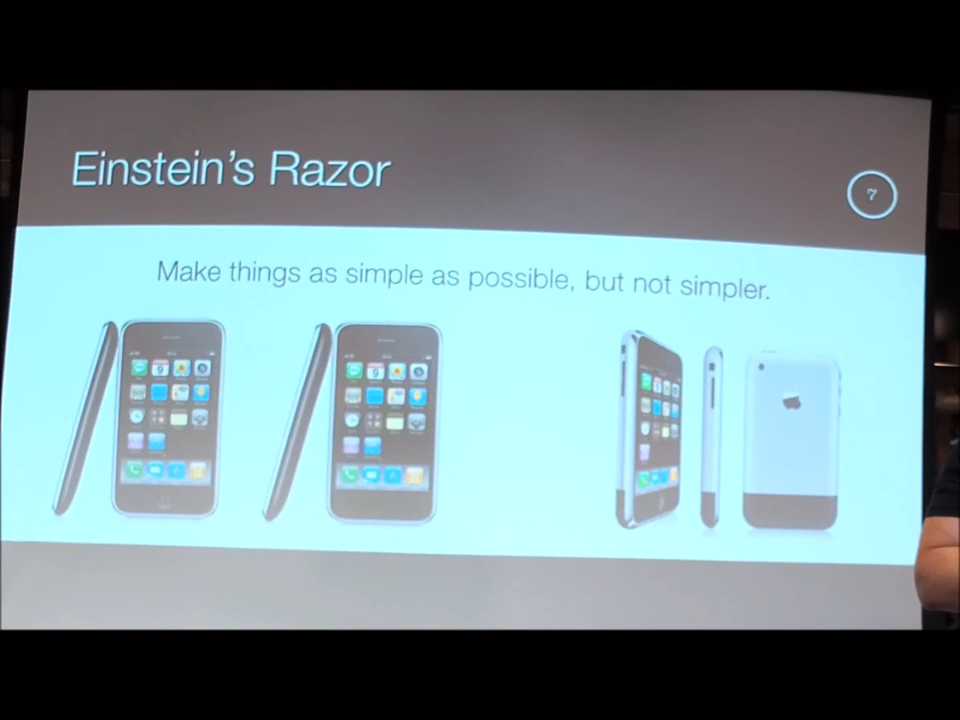 Einstein's Razor
7
Make things as simple as possible, but not simpler.